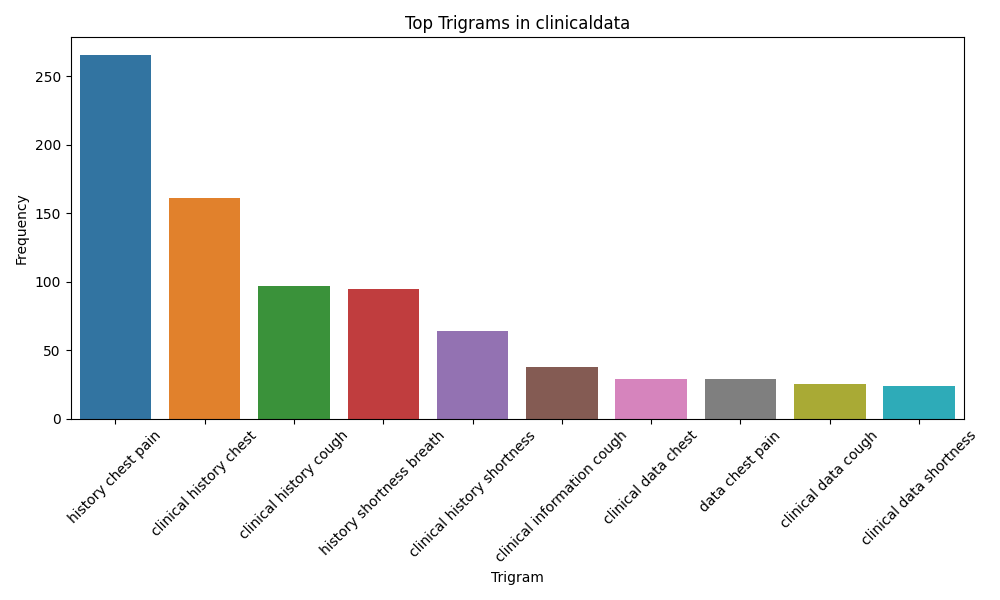 Top Trigrams in clinicaldata
Frequency
250
200
150
100
50
0
history chest pain
clinical history chest
clinical history cough
history shortness breath
clinical history shortness
clinical information cough
clinical data chest
data chest pain
clinical data cough
clinical data shortness
Trigram